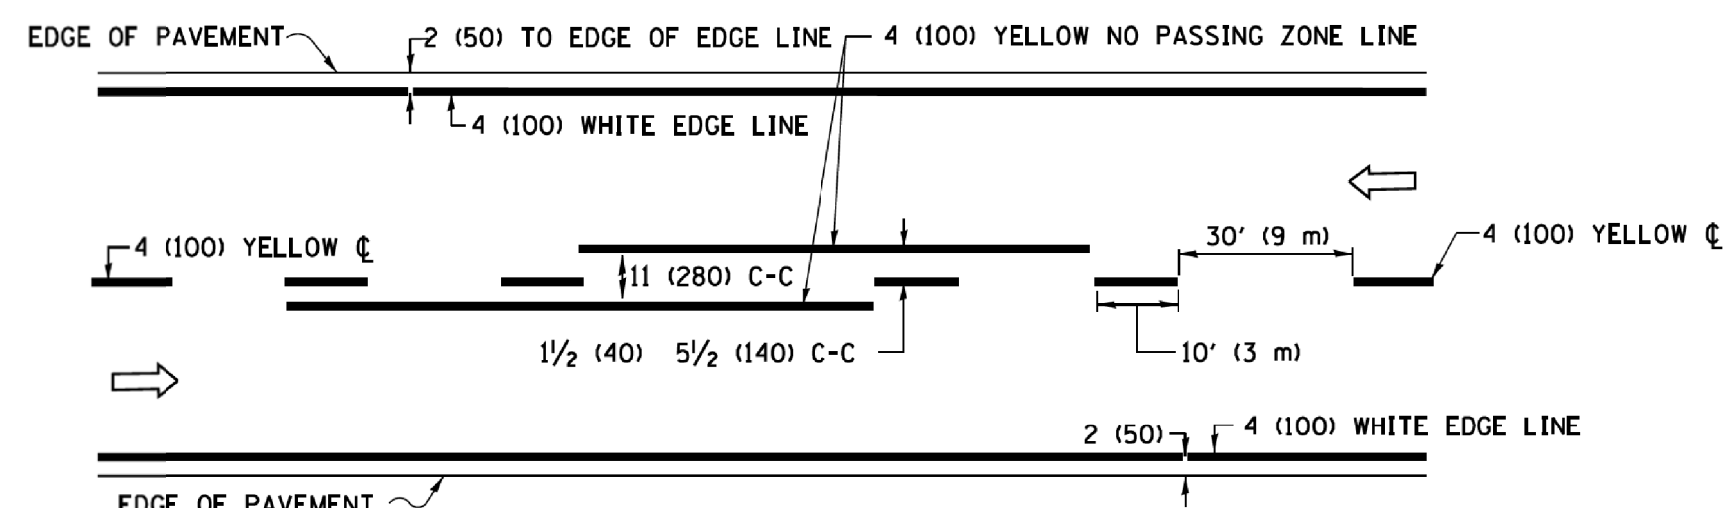 EDGE OF PAVEMENT
2 (50) TO EDGE OF EDGE LINE
4 (100) YELLOW NO PASSING ZONE LINE
4 (100) WHITE EDGE LINE
4 (100) YELLOW ℄
30' (9 m)
4 (100) YELLOW ℄
11 (280) C-C
1½ (40) 5½ (140) C-C
10' (3 m)
2 (50)
4 (100) WHITE EDGE LINE
EDGE OF PAVEMENT